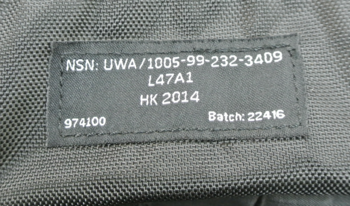 NSN: UWA/1005-99-232-3409
L47A1
HK 2014
974100 Batch: 22416